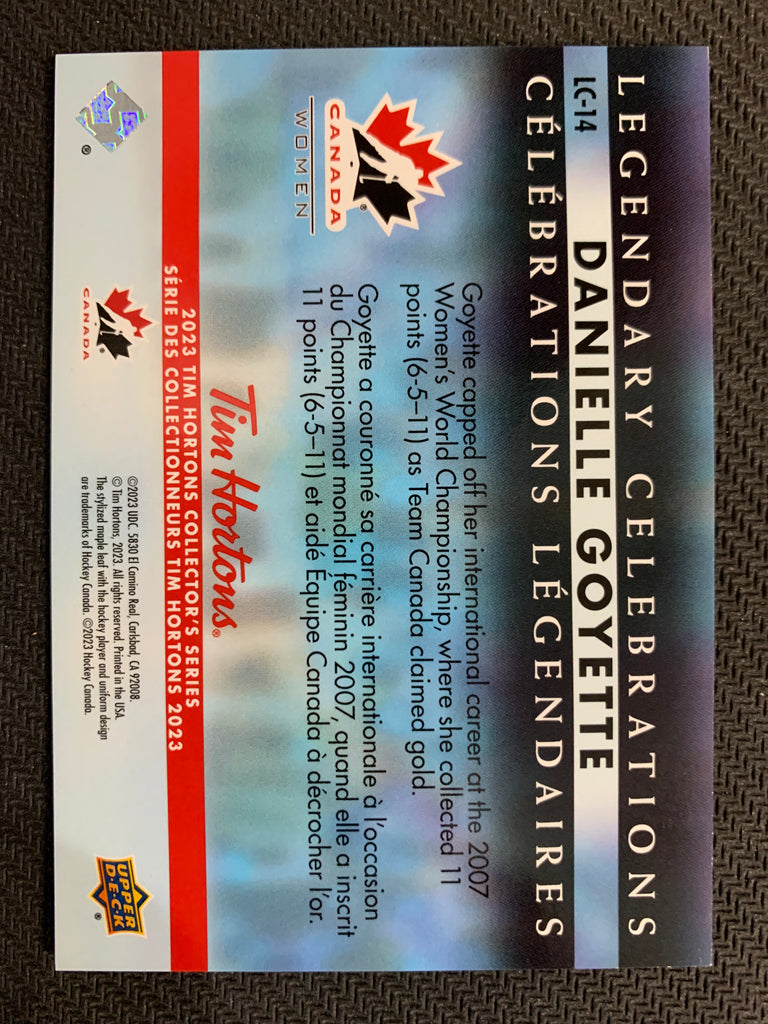 LEGENDARY CELEBRATIONS
LC-14
DANIELLE GOYETTE
CÉLÉBRATIONS LÉGENDAIRES
CANADA
WOMEN
Goyette capped off her international career at the 2007
Women's World Championship, where she collected 11
points (6-5–11) as Team Canada claimed gold.
Goyette a couronné sa carrière internationale à l'occasion
du Championnat mondial féminin 2007, quand elle a inscrit
11 points (6-5–11) et aidé Équipe Canada à décrocher l'or.
Tim Hortons®
2023 TIM HORTONS COLLECTOR'S SERIES
SÉRIE DES COLLECTIONNEURS TIM HORTONS 2023
CANADA
©2023 UDC. 5830 El Camino Real, Carlsbad, CA 92008.
© Tim Hortons, 2023. All rights reserved. Printed in the USA.
The stylized maple leaf with the hockey player and uniform design
are trademarks of Hockey Canada. ©2023 Hockey Canada.
UPPER
D·E·C·K